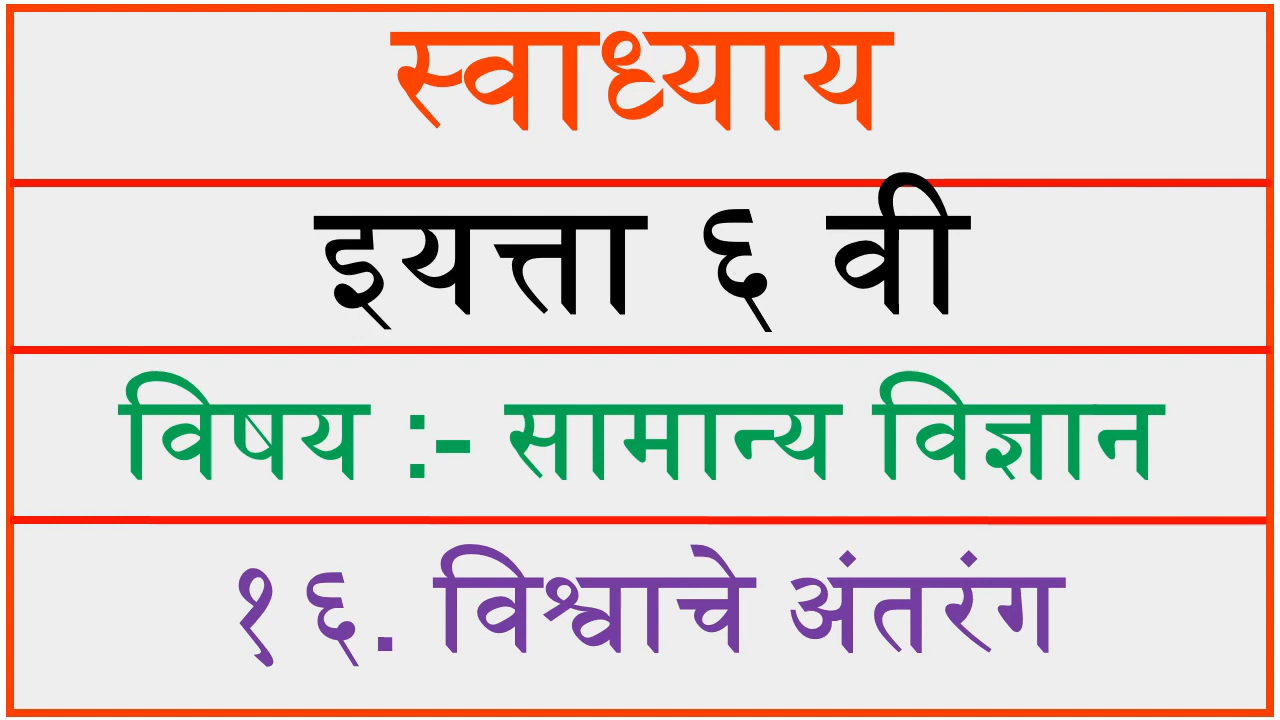 स्वाध्याय
इयत्ता ६ वी
विषय :- सामान्य विज्ञान
१६. विश्वाचे अंतरंग